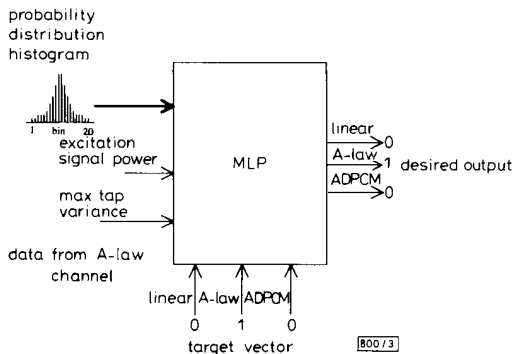 probability
distribution
histogram
1 bin 20
excitation
signal power
max tap
variance
data from A-law
channel
MLP
linear 0
A-law 1 desired output
ADPCM 0
linear A-law ADPCM
0 1 0
target vector
800/3